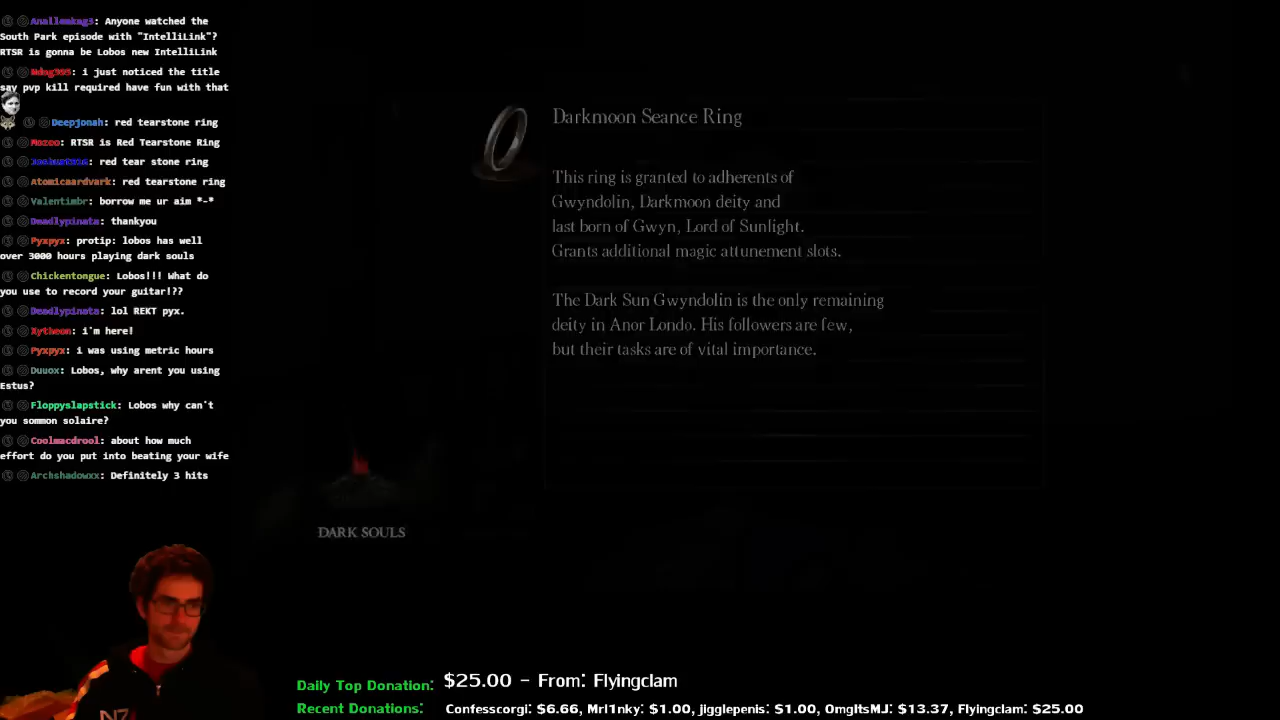 Anallemkag3: Anyone watched the
South Park episode with "IntelliLink"?
RTSR is gonna be Lobos new IntelliLink
i just noticed the title
say pvp kill required have fun with that
Deepjonah: red tearstone ring
Mozeo: RTSR is Red Tearstone Ring
red tear stone ring
Atomicaardvark: red tearstone ring
Valentimbr: borrow me ur aim *-*
Deadlypinata: thankyou
Pyxpyx: protip: lobos has well
over 3000 hours playing dark souls
Chickentongue: Lobos!!! What do
you use to record your guitar!??
Deadlypinata: lol REKT pyx.
Xytheon: i'm here!
Pyxpyx: i was using metric hours
Duuox: Lobos, why arent you using
Estus?
Floppyslapstick: Lobos why can't
you sommon solaire?
Coolmacdrool: about how much
effort do you put into beating your wife
Archshadowxx: Definitely 3 hits
Darkmoon Seance Ring
This ring is granted to adherents of
Gwyndolin, Darkmoon deity and
last born of Gwyn, Lord of Sunlight.
Grants additional magic attunement slots.
The Dark Sun Gwyndolin is the only remaining
deity in Anor Londo. His followers are few,
but their tasks are of vital importance.
DARK SOULS
N7
Daily Top Donation: $25.00 - From: Flyingclam
Recent Donations: Confesscorgi: $6.66, Mrl1nky: $1.00, jigglepenis: $1.00, OmgItsMJ: $13.37, Flyingclam: $25.00